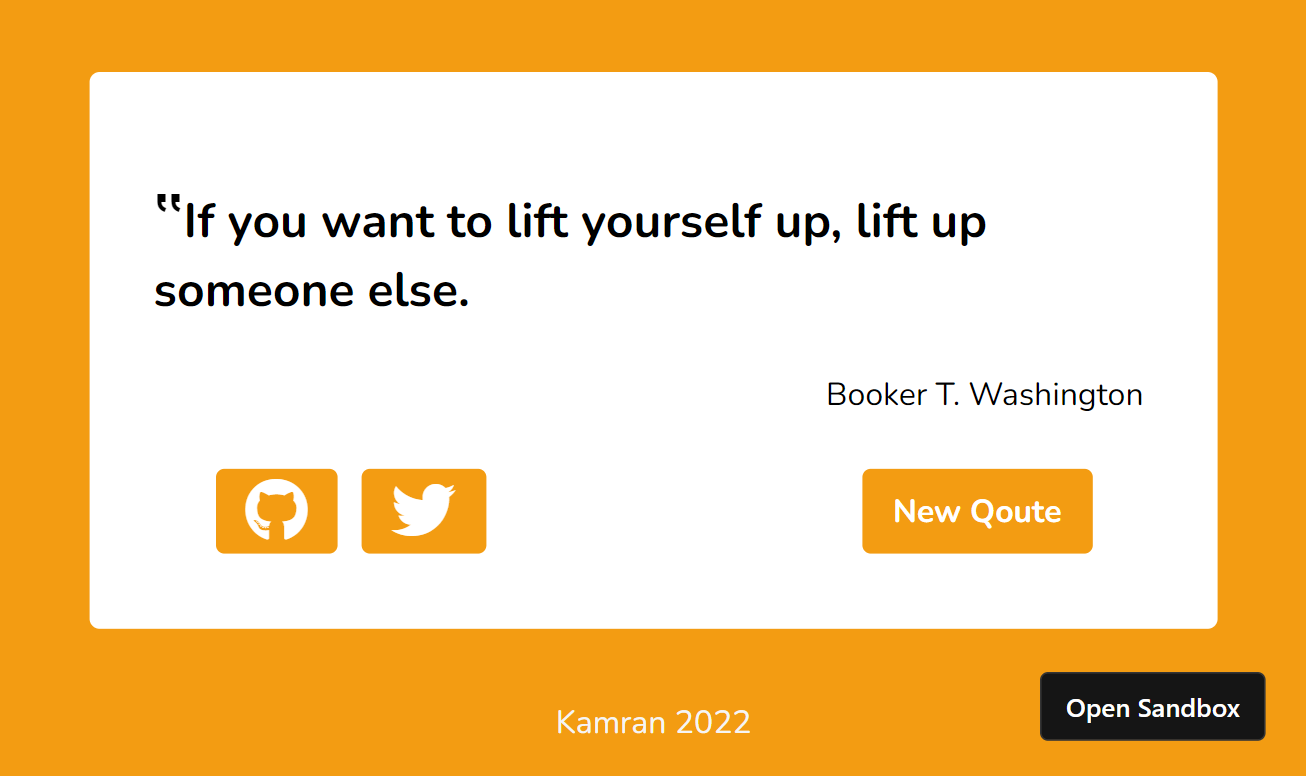 ‟If you want to lift yourself up, lift up
someone else.
Booker T. Washington
New Qoute
Kamran 2022
Open Sandbox